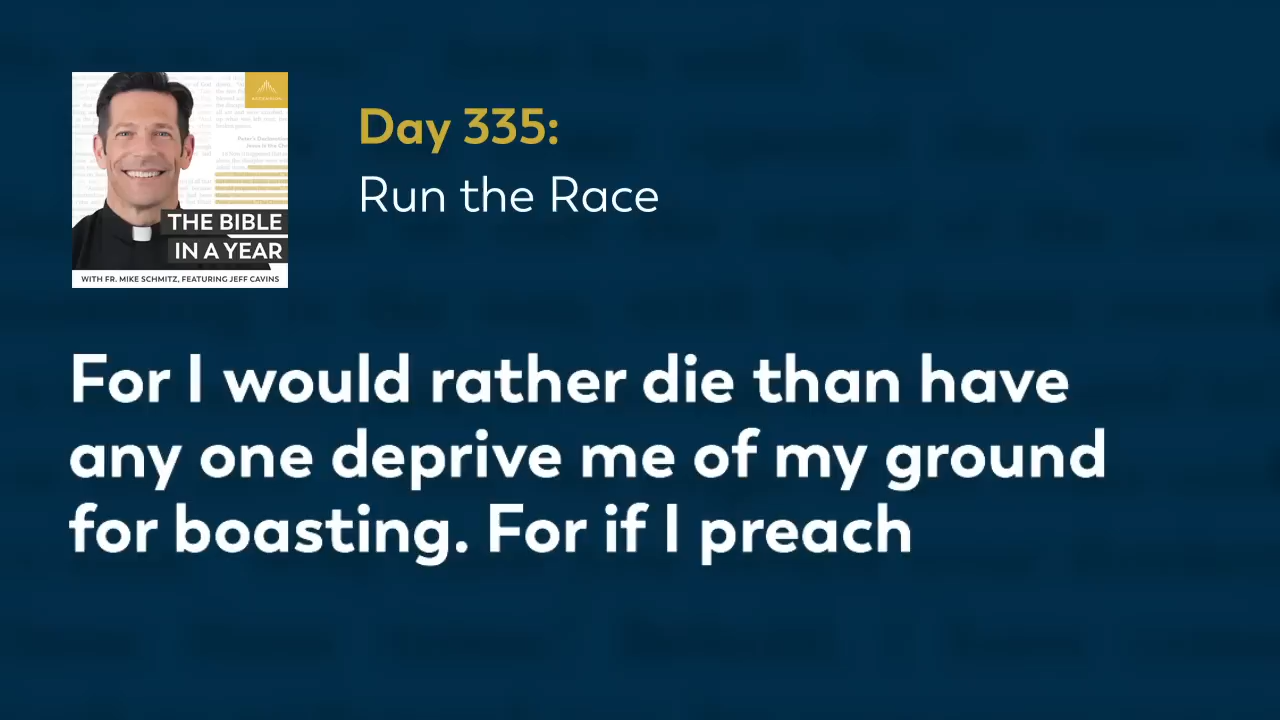 Day 335:
Run the Race
THE BIBLE
IN A YEAR
WITH FR. MIKE SCHMITZ, FEATURING JEFF CAVINS
For I would rather die than have
any one deprive me of my ground
for boasting. For if I preach